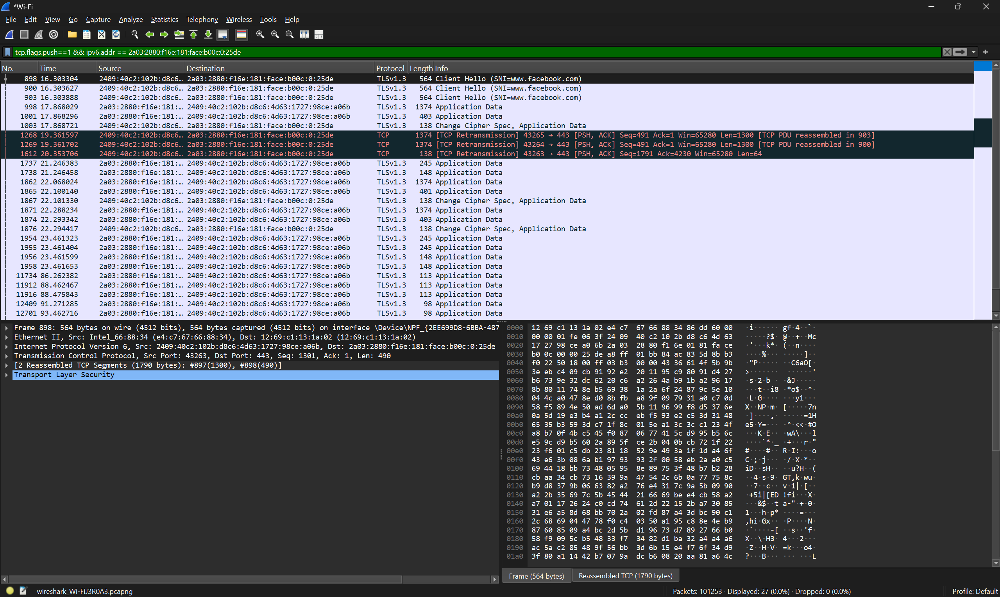 *Wi-Fi
File Edit View Go Capture Analyze Statistics Telephony Wireless Tools Help
tcp.flags.push==1 && ipv6.addr == 2a03:2880:f16e:181:face:b00c:0:25de
No. Time Source Destination Protocol Length Info
898 16.303304 2409:40c2:102b:d8c6… 2a03:2880:f16e:181:face:b00c:0:25de TLSv1.3 564 Client Hello (SNI=www.facebook.com)
900 16.303627 2409:40c2:102b:d8c6… 2a03:2880:f16e:181:face:b00c:0:25de TLSv1.3 564 Client Hello (SNI=www.facebook.com)
903 16.303888 2409:40c2:102b:d8c6… 2a03:2880:f16e:181:face:b00c:0:25de TLSv1.3 564 Client Hello (SNI=www.facebook.com)
998 17.868029 2a03:2880:f16e:181:… 2409:40c2:102b:d8c6:4d63:1727:98ce:a06b TLSv1.3 1374 Application Data
1001 17.868296 2a03:2880:f16e:181:… 2409:40c2:102b:d8c6:4d63:1727:98ce:a06b TLSv1.3 403 Application Data
1003 17.868721 2409:40c2:102b:d8c6… 2a03:2880:f16e:181:face:b00c:0:25de TLSv1.3 138 Change Cipher Spec, Application Data
1268 19.361597 2409:40c2:102b:d8c6… 2a03:2880:f16e:181:face:b00c:0:25de TCP 1374 [TCP Retransmission] 43265 → 443 [PSH, ACK] Seq=491 Ack=1 Win=65280 Len=1300 [TCP PDU reassembled in 903]
1269 19.361702 2409:40c2:102b:d8c6… 2a03:2880:f16e:181:face:b00c:0:25de TCP 1374 [TCP Retransmission] 43264 → 443 [PSH, ACK] Seq=491 Ack=1 Win=65280 Len=1300 [TCP PDU reassembled in 900]
1612 20.353706 2409:40c2:102b:d8c6… 2a03:2880:f16e:181:face:b00c:0:25de TCP 138 [TCP Retransmission] 43263 → 443 [PSH, ACK] Seq=1791 Ack=4230 Win=65280 Len=64
1737 21.246383 2a03:2880:f16e:181:… 2409:40c2:102b:d8c6:4d63:1727:98ce:a06b TLSv1.3 245 Application Data
1738 21.246458 2a03:2880:f16e:181:… 2409:40c2:102b:d8c6:4d63:1727:98ce:a06b TLSv1.3 148 Application Data
1862 22.068024 2a03:2880:f16e:181:… 2409:40c2:102b:d8c6:4d63:1727:98ce:a06b TLSv1.3 1374 Application Data
1865 22.100140 2a03:2880:f16e:181:… 2409:40c2:102b:d8c6:4d63:1727:98ce:a06b TLSv1.3 401 Application Data
1867 22.101330 2409:40c2:102b:d8c6… 2a03:2880:f16e:181:face:b00c:0:25de TLSv1.3 138 Change Cipher Spec, Application Data
1871 22.288234 2a03:2880:f16e:181:… 2409:40c2:102b:d8c6:4d63:1727:98ce:a06b TLSv1.3 1374 Application Data
1874 22.293342 2a03:2880:f16e:181:… 2409:40c2:102b:d8c6:4d63:1727:98ce:a06b TLSv1.3 403 Application Data
1876 22.294417 2409:40c2:102b:d8c6… 2a03:2880:f16e:181:face:b00c:0:25de TLSv1.3 138 Change Cipher Spec, Application Data
1954 23.461323 2a03:2880:f16e:181:… 2409:40c2:102b:d8c6:4d63:1727:98ce:a06b TLSv1.3 245 Application Data
1955 23.461404 2a03:2880:f16e:181:… 2409:40c2:102b:d8c6:4d63:1727:98ce:a06b TLSv1.3 245 Application Data
1956 23.461599 2a03:2880:f16e:181:… 2409:40c2:102b:d8c6:4d63:1727:98ce:a06b TLSv1.3 148 Application Data
1958 23.461653 2a03:2880:f16e:181:… 2409:40c2:102b:d8c6:4d63:1727:98ce:a06b TLSv1.3 148 Application Data
11734 86.262382 2a03:2880:f16e:181:… 2409:40c2:102b:d8c6:4d63:1727:98ce:a06b TLSv1.3 113 Application Data
11912 88.462467 2a03:2880:f16e:181:… 2409:40c2:102b:d8c6:4d63:1727:98ce:a06b TLSv1.3 113 Application Data
11916 88.475843 2a03:2880:f16e:181:… 2409:40c2:102b:d8c6:4d63:1727:98ce:a06b TLSv1.3 113 Application Data
12409 91.271285 2a03:2880:f16e:181:… 2409:40c2:102b:d8c6:4d63:1727:98ce:a06b TLSv1.3 98 Application Data
12701 93.462716 2a03:2880:f16e:181:… 2409:40c2:102b:d8c6:4d63:1727:98ce:a06b TLSv1.3 98 Application Data
Frame 898: 564 bytes on wire (4512 bits), 564 bytes captured (4512 bits) on interface \Device\NPF_{2EE699D8-6BBA-487
Ethernet II, Src: Intel_66:88:34 (e4:c7:67:66:88:34), Dst: 12:69:c1:13:1a:02 (12:69:c1:13:1a:02)
Internet Protocol Version 6, Src: 2409:40c2:102b:d8c6:4d63:1727:98ce:a06b, Dst: 2a03:2880:f16e:181:face:b00c:0:25de
Transmission Control Protocol, Src Port: 43263, Dst Port: 443, Seq: 1301, Ack: 1, Len: 490
[2 Reassembled TCP Segments (1790 bytes): #897(1300), #898(490)]
Transport Layer Security
0000 12 69 c1 13 1a 02 e4 c7 67 66 88 34 86 dd 60 00 ·i······ gf·4··`·
0010 00 00 01 fe 06 3f 24 09 40 c2 10 2b d8 c6 4d 63 ·····?$· @··+··Mc
0020 17 27 98 ce a0 6b 2a 03 28 80 f1 6e 01 81 fa ce ·'···k*· (··n····
0030 b0 0c 00 00 25 de a8 ff 01 bb 84 ac 83 5d 8b b3 ····%··· ·····]··
0040 f0 22 50 18 00 ff 03 b3 00 00 43 36 61 4f 5b 9b ·"P····· ··C6aO[·
0050 3e eb c4 09 cb 91 92 e2 20 11 95 c9 80 91 d4 27 >·······  ······'
0060 b6 73 9e 32 dc 62 20 c6 a2 26 4a b9 1b a2 96 17 ·s·2·b · ·&J·····
0070 8b 80 11 74 8e b5 69 38 1a 2a 6f 24 87 9c 5e 10 ···t··i8 ·*o$··^·
0080 04 4c a0 47 8e d0 8b fb a8 9f 09 79 31 a0 c7 0d ·L·G···· ···y1···
0090 58 f5 89 4e 50 ad 6d a0 5b 11 96 99 f8 d5 37 6e X··NP·m· [·····7n
00a0 0a 5d 19 e3 b4 a1 2c cc eb f5 93 e2 c5 3d 31 48 ·]····,· ·····=1H
00b0 65 35 b3 59 3d c7 1f 8c 01 5e a1 3c 3c c1 23 4f e5·Y=··· ·^·<<·#O
00c0 a8 b7 0f 4b c5 45 f0 87 06 77 41 5c d9 95 b5 6c ···K·E·· ·wA\···l
00d0 e5 9c d9 b5 60 2a 89 5f ce 2b 04 0b cb 72 1f 22 ····`*·_ ·+···r·"
00e0 23 f6 01 c5 db 23 81 18 52 9e 49 3a 1f 1d a4 6f #····#·· R·I:···o
00f0 43 e6 3b 08 6a b1 97 93 93 2f 00 58 eb 2a a0 c5 C·;·j··· ·/·X·*··
0100 69 44 18 bb 73 48 05 95 8e 89 75 3f 48 b7 b2 28 iD··sH·· ··u?H··(
0110 cb aa 34 cb 73 16 39 9a 47 54 2c 6b 0a 77 75 8c ··4·s·9· GT,k·wu·
0120 b9 d8 37 9b 06 63 82 a2 76 e4 31 7c 9a 5b 09 90 ··7··c·· v·1|·[··
0130 a2 2b 35 69 7c 5b 45 44 21 66 69 be e4 cb 58 a2 ·+5i|[ED !fi···X·
0140 a7 01 17 26 24 c0 cd 74 61 2d 22 15 2b a7 30 85 ···&$··t a-"·+·0·
0150 31 e6 a5 8d 68 bb 70 2a 02 fd 87 a4 3d bc 90 c1 1···h·p* ····=···
0160 2c 68 69 04 47 78 f0 c4 03 50 a1 95 c8 8e 4e b9 ,hi·Gx·· ·P····N·
0170 87 60 85 09 a4 bc 2d 5b d1 96 73 d7 89 27 66 b0 ·`····-[ ··s··'f·
0180 58 f9 09 5c b5 48 33 f7 34 82 d1 ba 32 a4 a4 a6 X··\·H3· 4···2···
0190 ac 5a c2 85 48 9f 56 bb 3d 6b 15 e4 f7 6f 34 d9 ·Z··H·V· =k···o4·
01a0 3f 80 a1 14 42 b7 07 9a dc b6 08 20 aa 81 a6 4c ?···B··· ··· ···L
Frame (564 bytes) Reassembled TCP (1790 bytes)
wireshark_Wi-FiJ3R0A3.pcapng Packets: 101253 · Displayed: 27 (0.0%) · Dropped: 0 (0.0%) Profile: Default